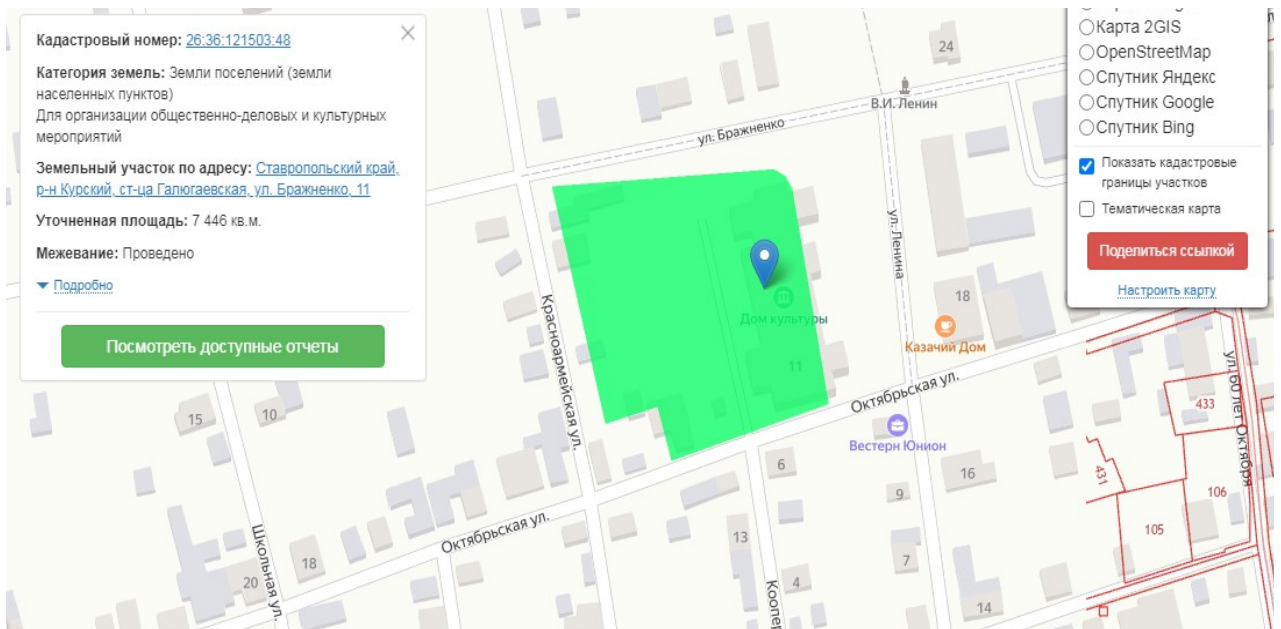 Кадастровый номер: 26:36:121503:48
Категория земель: Земли поселений (земли
населенных пунктов)
Для организации общественно-деловых и культурных
мероприятий
Земельный участок по адресу: Ставропольский край,
р-н Курский, ст-ца Галюгаевская, ул. Бражненко, 11
Уточненная площадь: 7 446 кв.м.
Межевание: Проведено
Подробно
Посмотреть доступные отчеты
Карта 2GIS
OpenStreetMap
Спутник Яндекс
Спутник Google
Спутник Bing
Показать кадастровые
границы участков
Тематическая карта
Поделиться ссылкой
Настроить карту
24
В.И. Ленин
ул. Бражненко
ул. Ленина
18
Казачий Дом
Дом культуры
11
Красноармейская ул.
Октябрьская ул.
Вестерн Юнион
ул. 60 лет Октября
433
431
106
105
15
10
6
16
9
13
7
4
14
Октябрьская ул.
18
20
Школьная ул.
Коопер